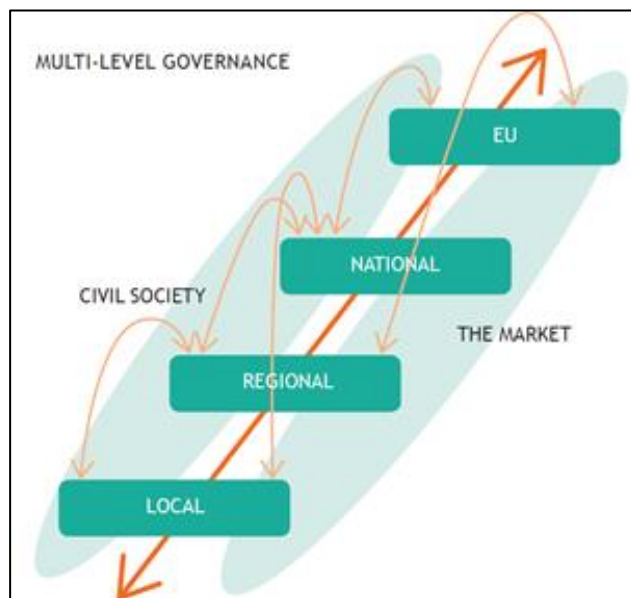 MULTI-LEVEL GOVERNANCE
EU
NATIONAL
CIVIL SOCIETY
THE MARKET
REGIONAL
LOCAL